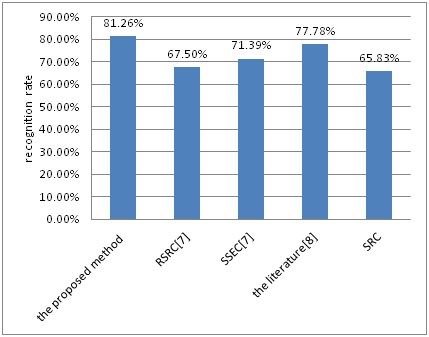 90.00%
80.00%
70.00%
60.00%
50.00%
40.00%
30.00%
20.00%
10.00%
0.00%
recognition rate
81.26%
67.50%
71.39%
77.78%
65.83%
the proposed method
RSRC[7]
SSEC[7]
the literature[8]
SRC